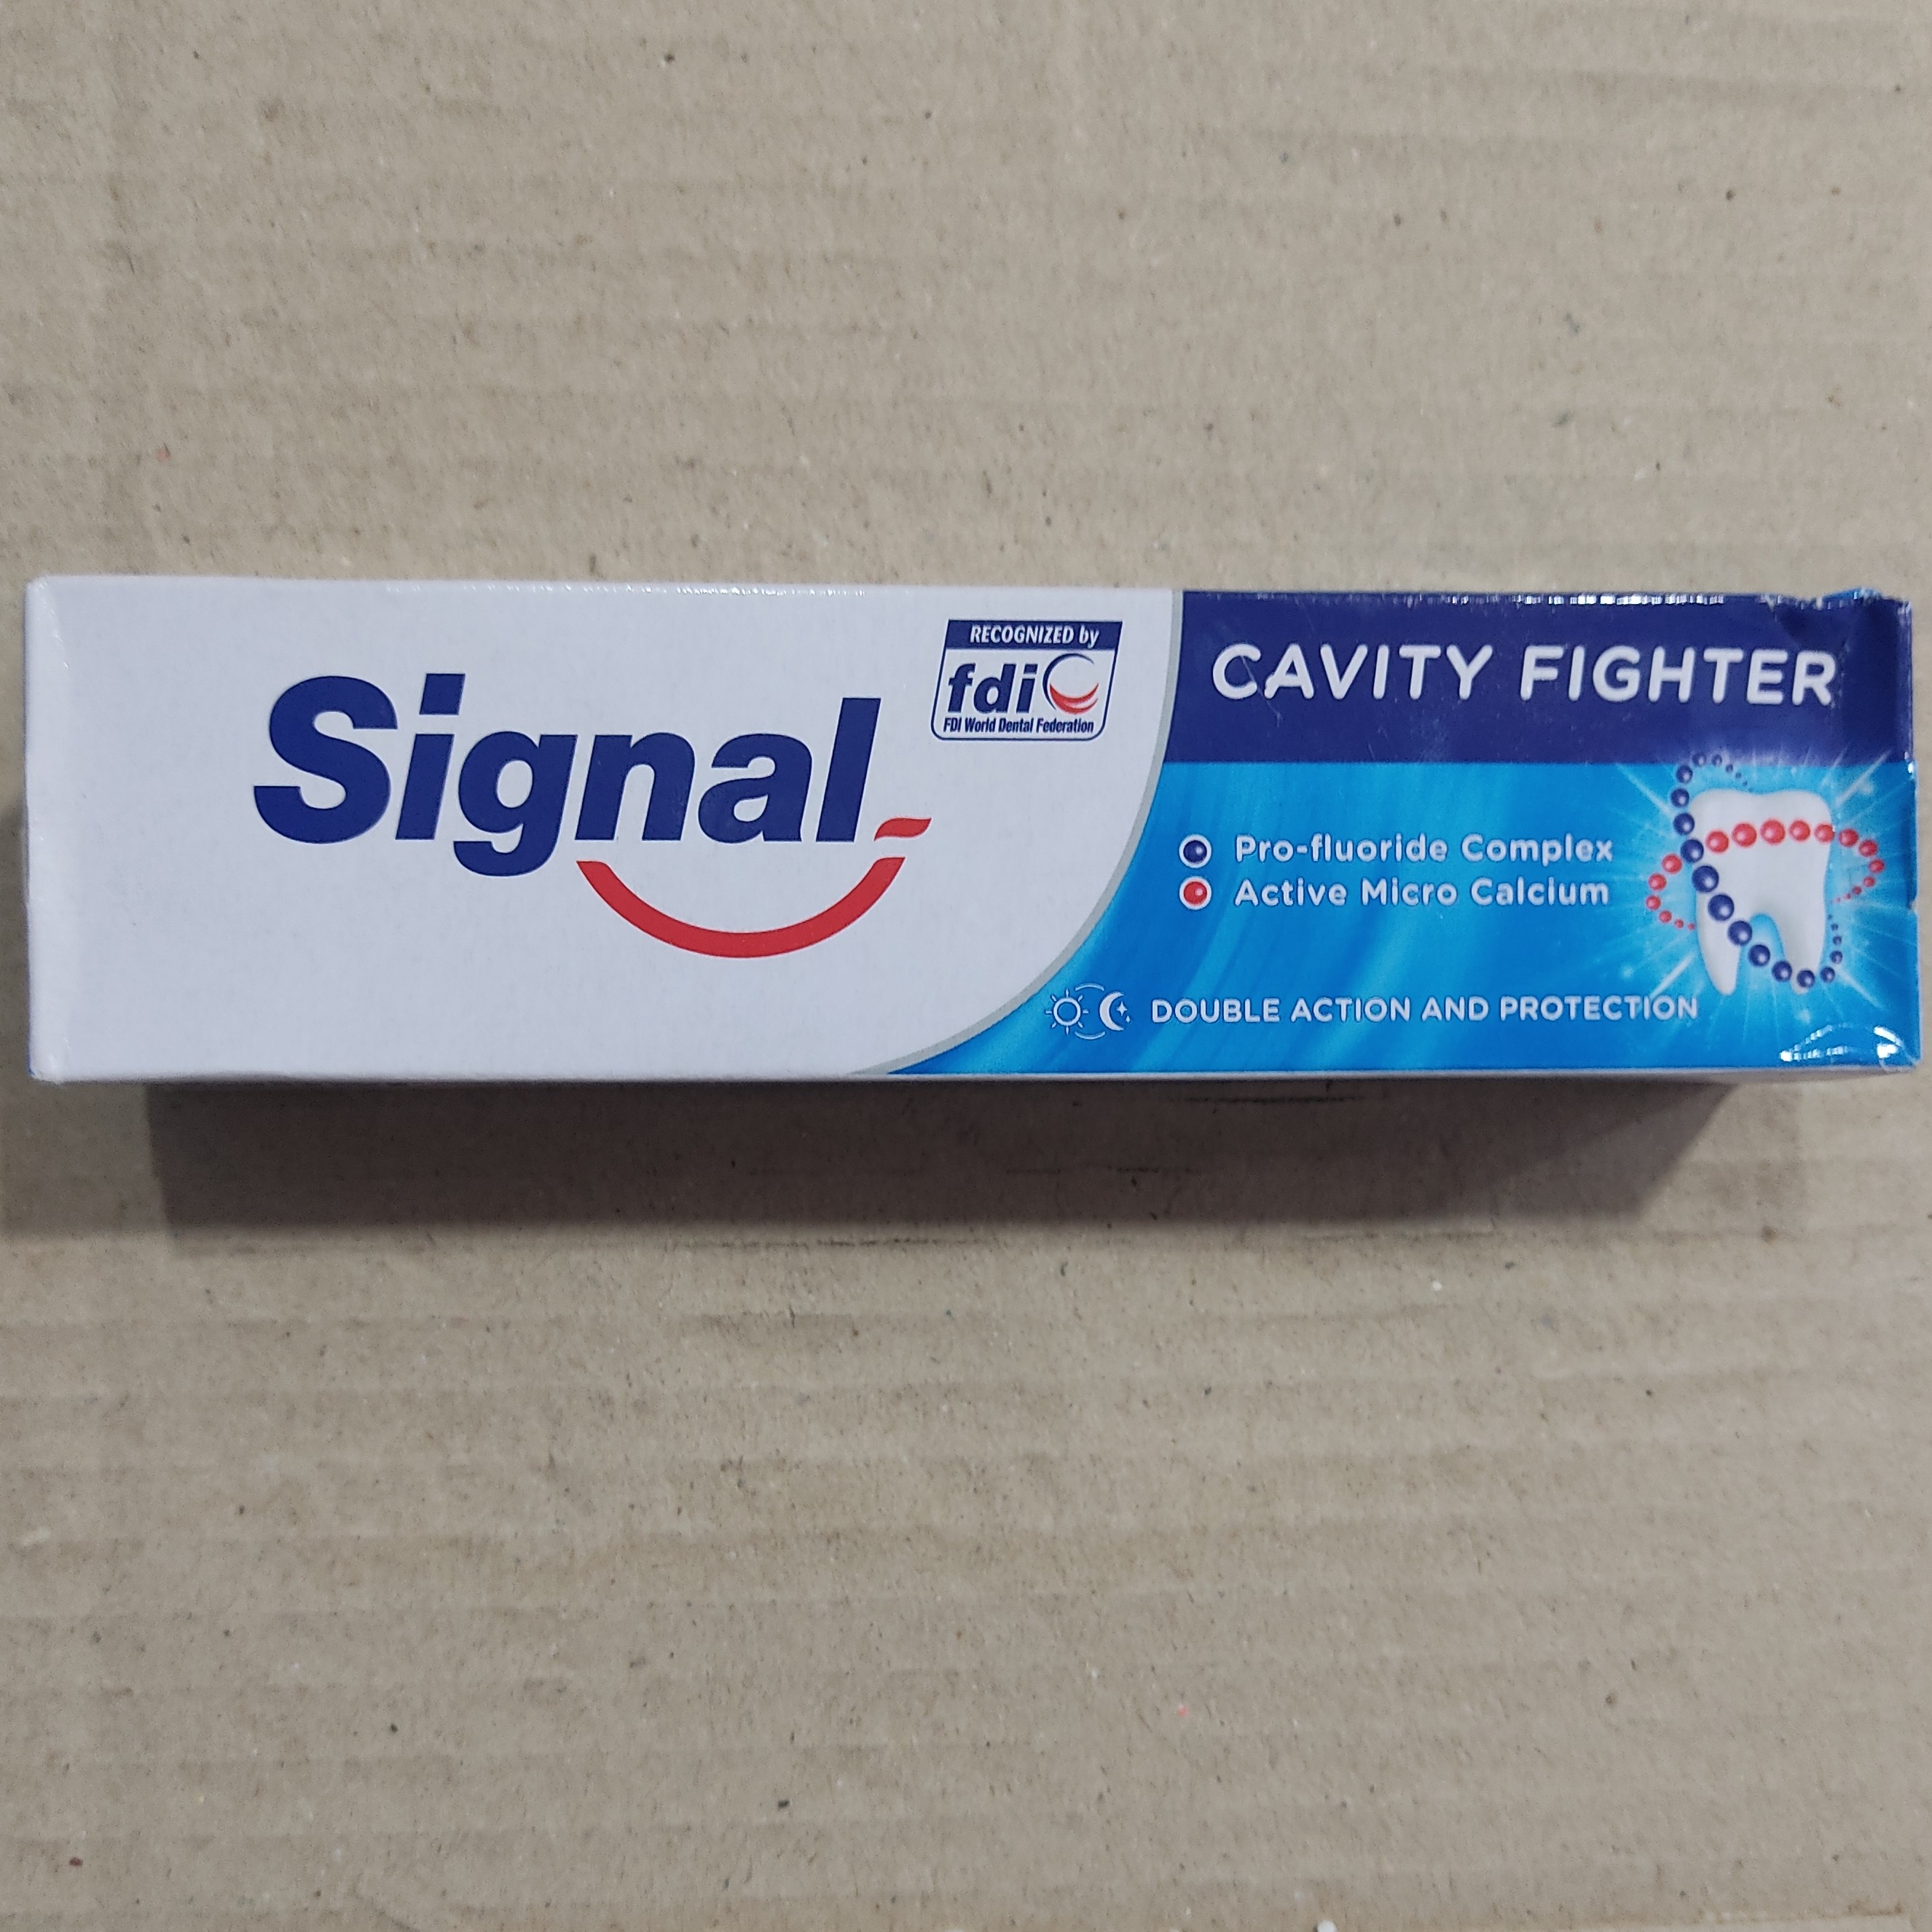 Signal
RECOGNIZED by
fdi
FDI World Dental Federation
CAVITY FIGHTER
Pro-fluoride Complex
Active Micro Calcium
DOUBLE ACTION AND PROTECTION